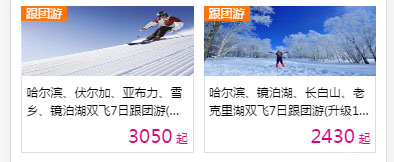 跟团游
哈尔滨、伏尔加、亚布力、雪
乡、镜泊湖双飞7日跟团游(...
3050 起
跟团游
哈尔滨、镜泊湖、长白山、老
克里湖双飞7日跟团游(升级1...
2430 起